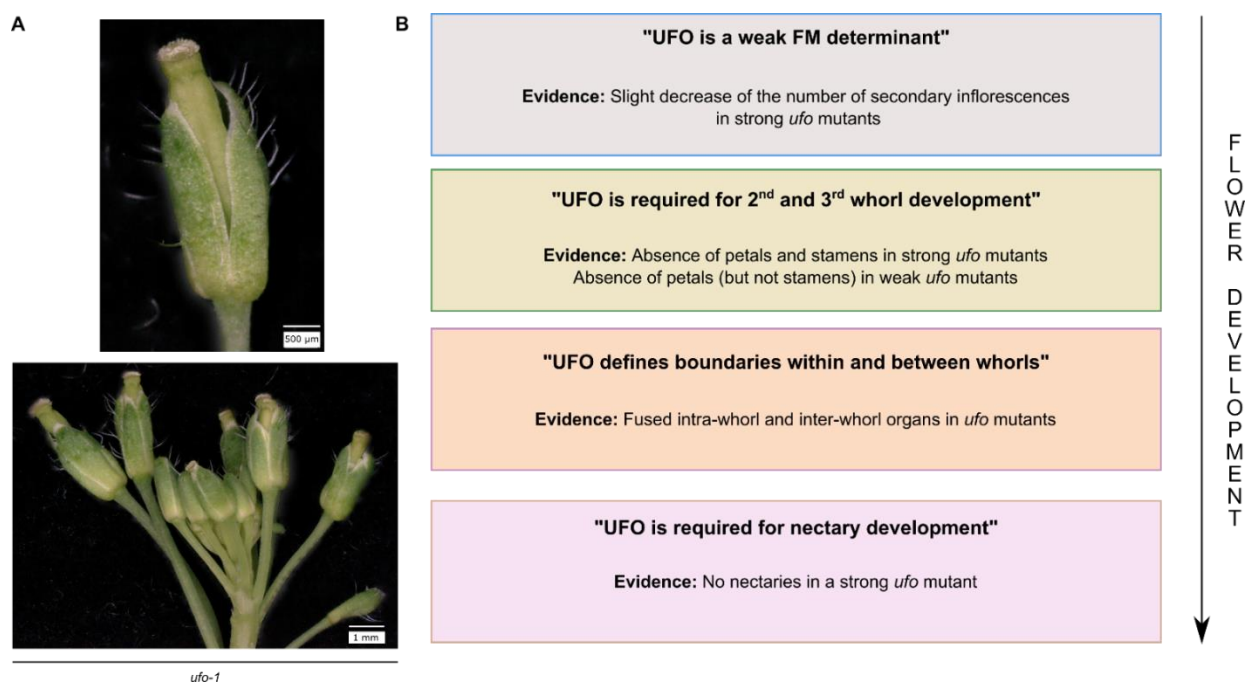 A
500 µm
1 mm
ufo-1
B
"UFO is a weak FM determinant"
Evidence: Slight decrease of the number of secondary inflorescences
in strong ufo mutants
"UFO is required for 2nd and 3rd whorl development"
Evidence: Absence of petals and stamens in strong ufo mutants
Absence of petals (but not stamens) in weak ufo mutants
"UFO defines boundaries within and between whorls"
Evidence: Fused intra-whorl and inter-whorl organs in ufo mutants
"UFO is required for nectary development"
Evidence: No nectaries in a strong ufo mutant
FLOWER DEVELOPMENT